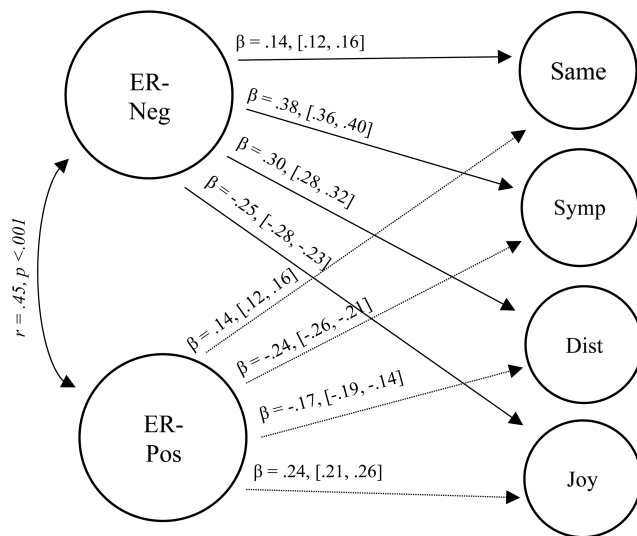 β = .14, [.12, .16]
Same
ER-
Neg
β = .38, [.36, .40]
β = .30, [.28, .32]
β = -.25, [-.28, -.23]
Symp
r = .45, p <.001
β = .14, [.12, .16]
β = -.24, [-.26, -.21]
Dist
β = -.17, [-.19, -.14]
ER-
Pos
β = .24, [.21, .26]
Joy